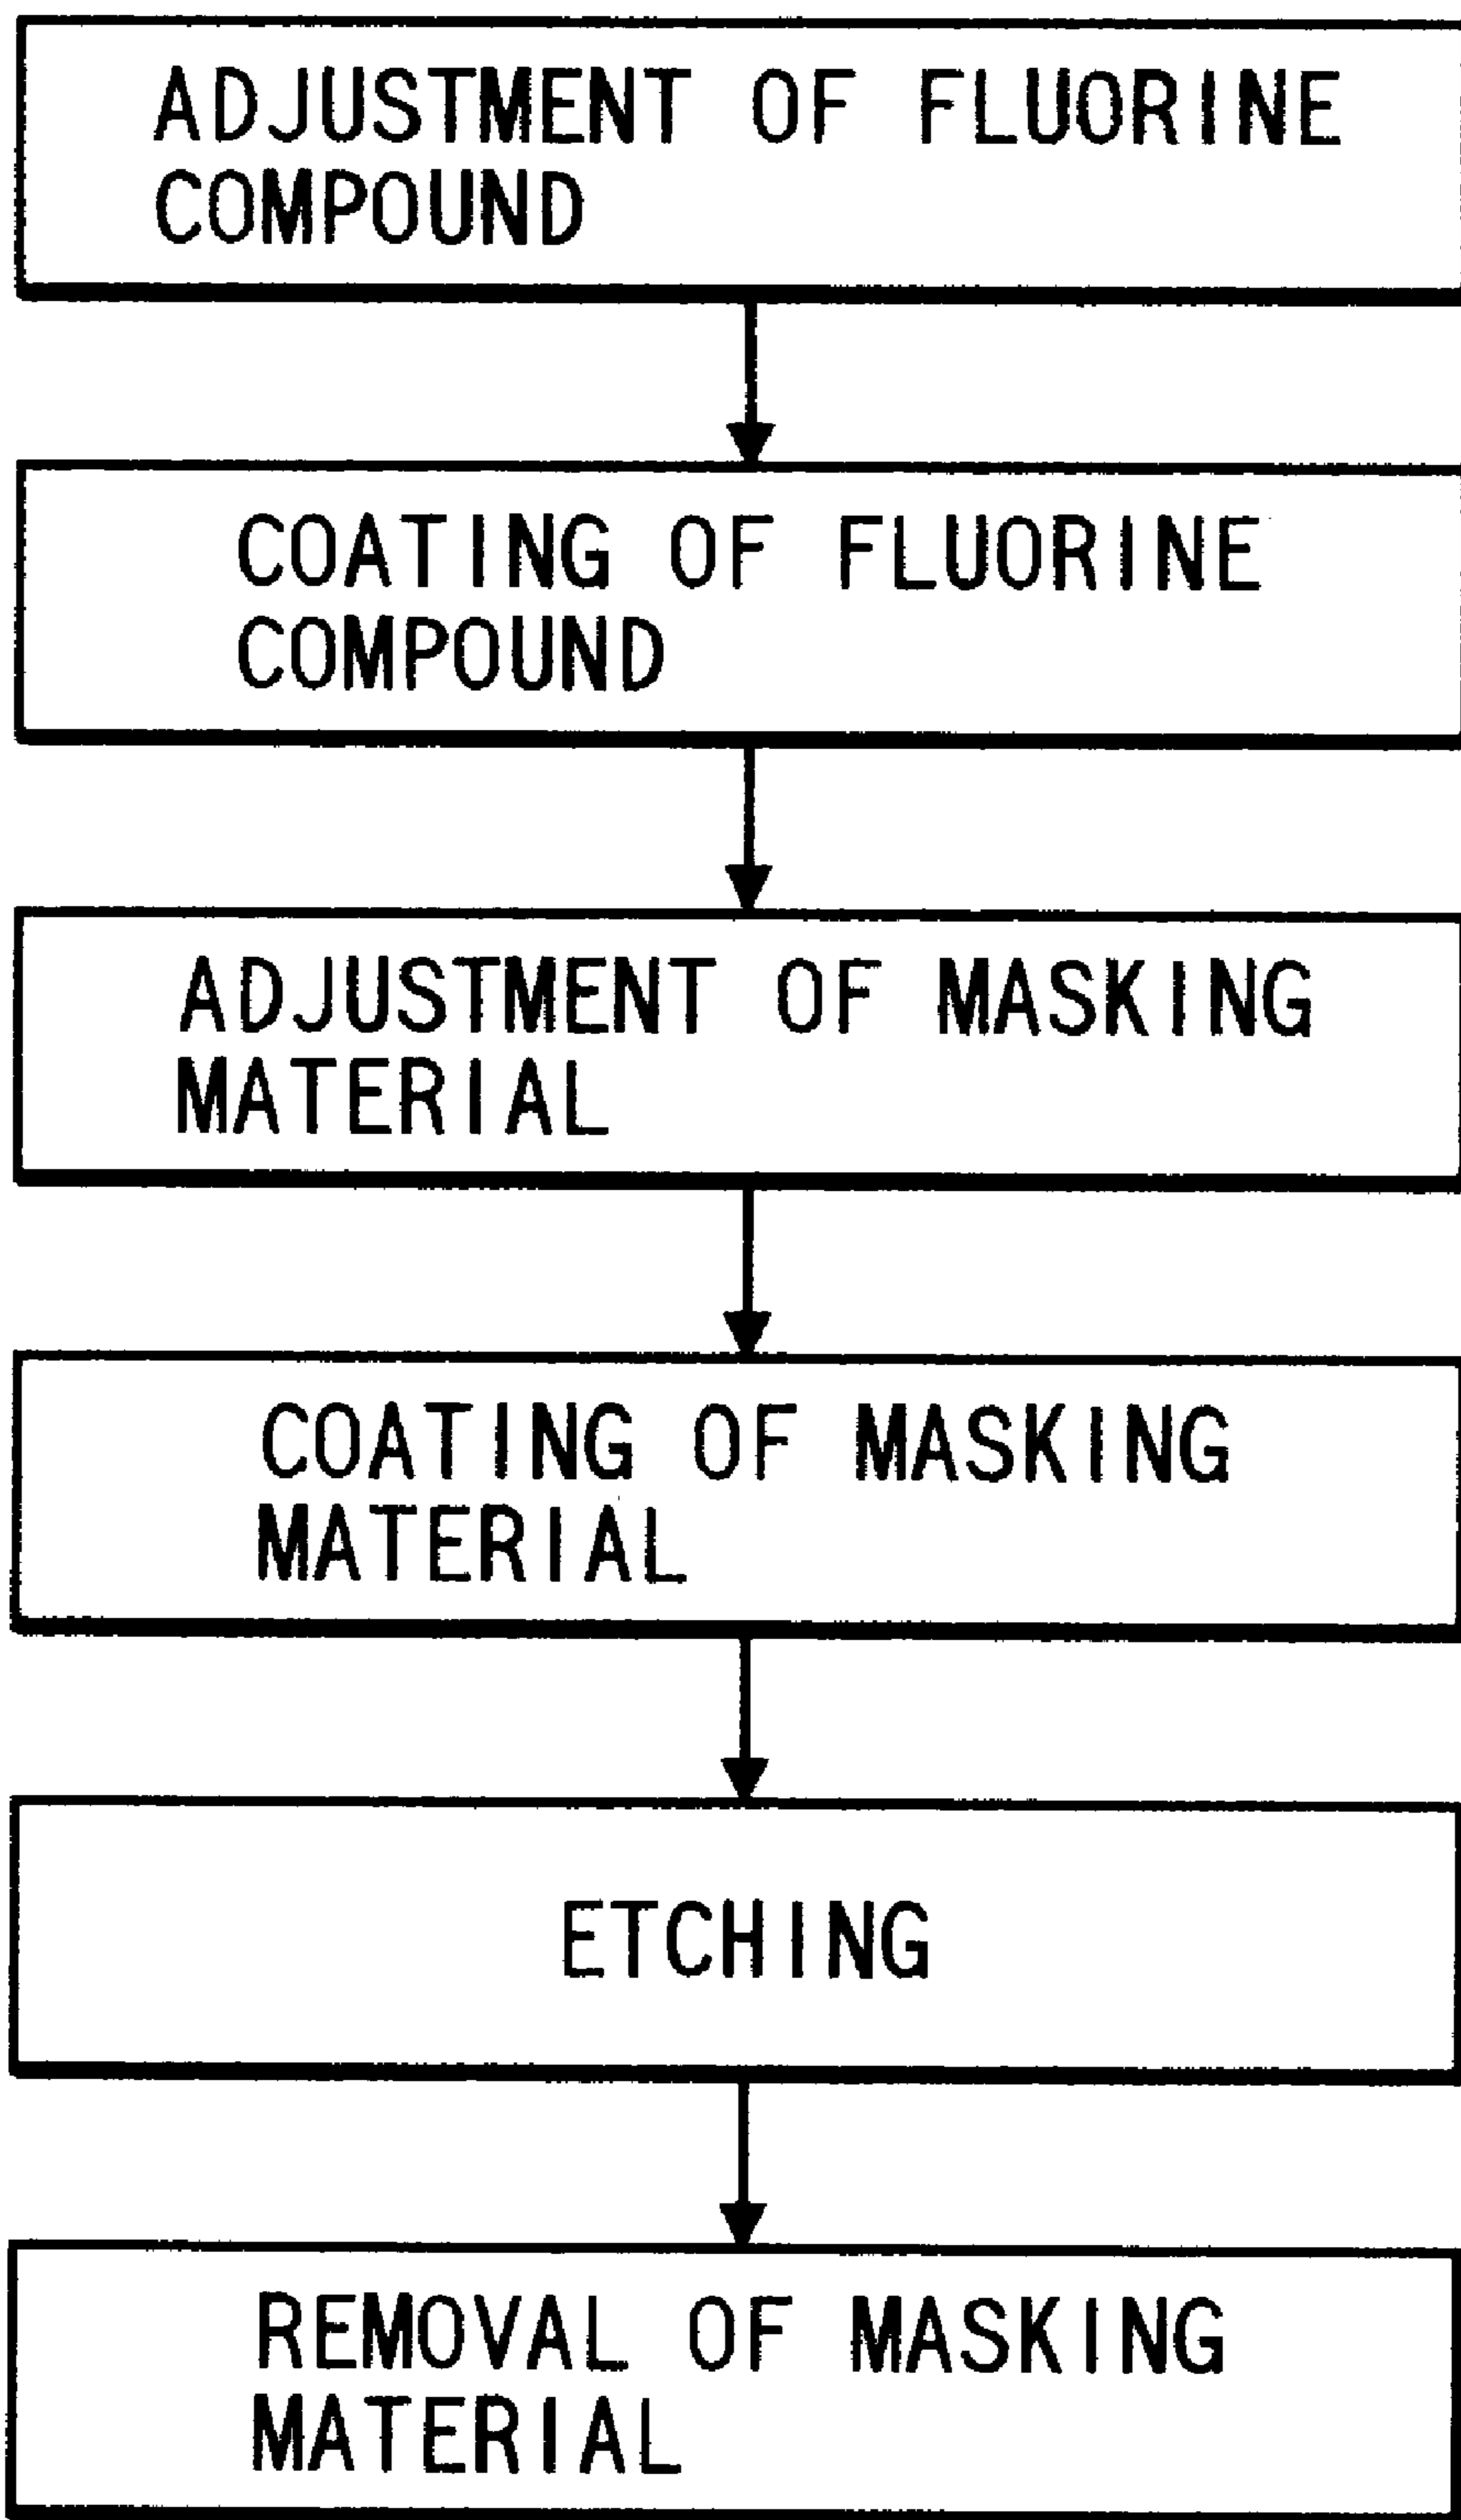 ADJUSTMENT OF FLUORINE
COMPOUND
COATING OF FLUORINE
COMPOUND
ADJUSTMENT OF MASKING
MATERIAL
COATING OF MASKING
MATERIAL
ETCHING
REMOVAL OF MASKING
MATERIAL